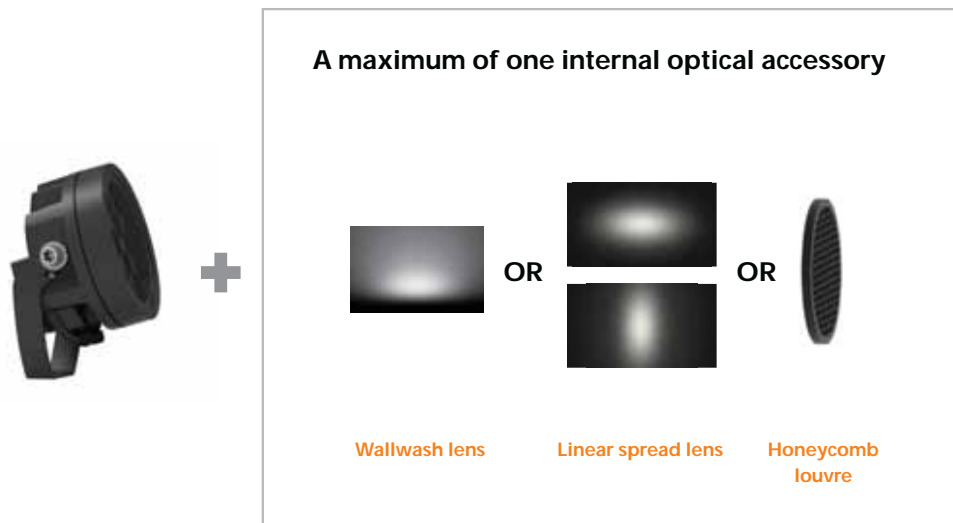 A maximum of one internal optical accessory
OR
OR
Wallwash lens
Linear spread lens
Honeycomb
louvre